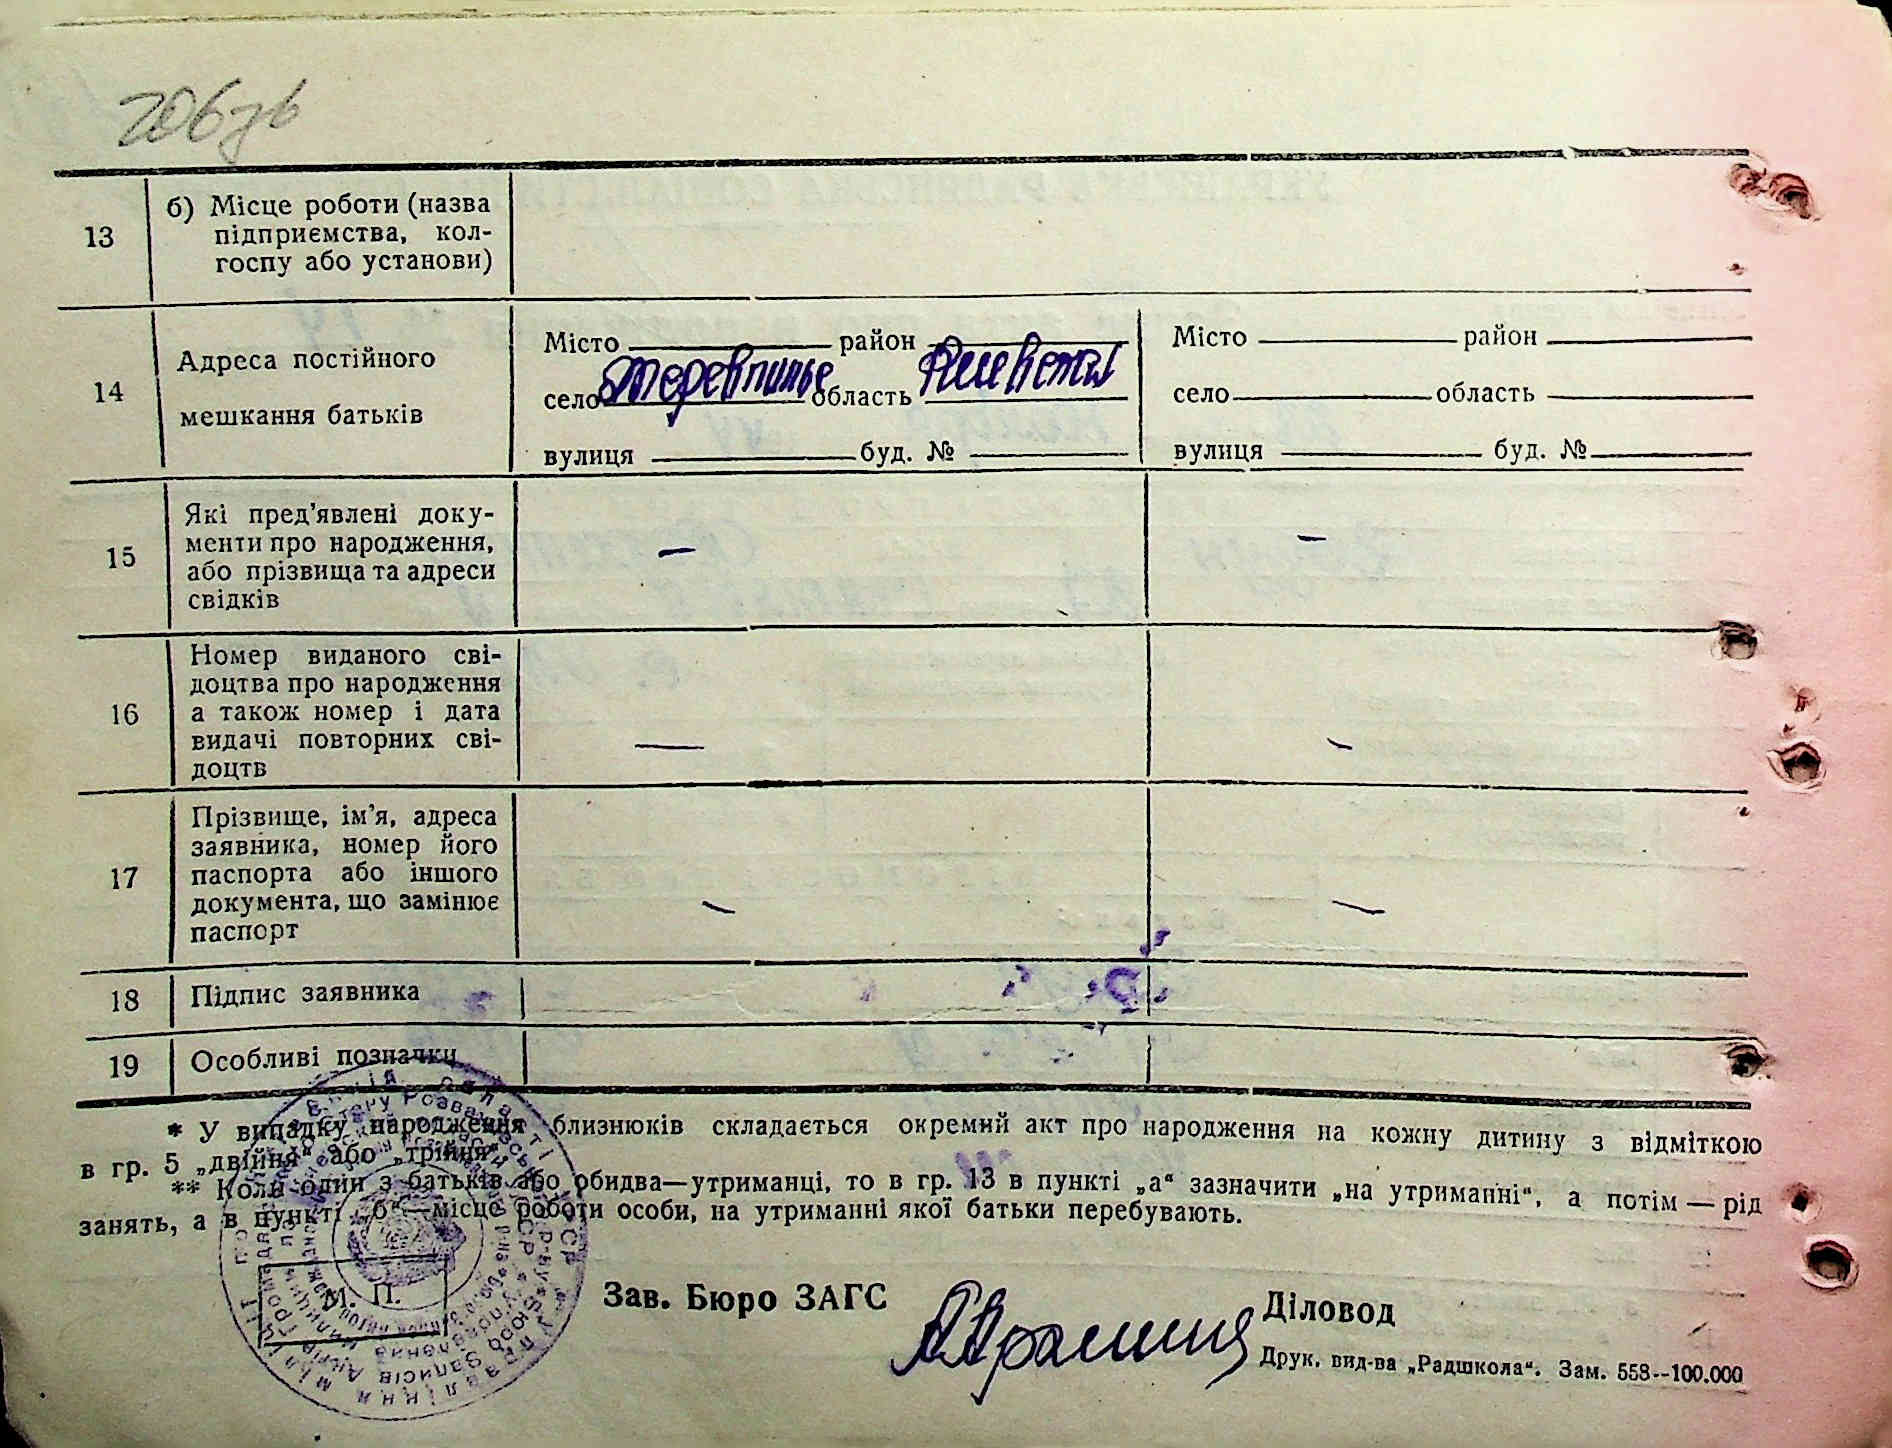 206зв
13
б) Місце роботи (назва
підприємства, кол-
госпу або установи)
14
Адреса постійного
мешкання батьків
Місто район
село область
вулиця буд. №
Місто район
село область
вулиця буд. №
15
Які пред'явлені доку-
менти про народження,
або прізвища та адреси
свідків
—
—
16
Номер виданого сві-
доцтва про народження
а також номер і дата
видачі повторних сві-
доцтв
—
—
17
Прізвище, ім'я, адреса
заявника, номер його
паспорта або іншого
документа, що замінює
паспорт
—
—
18
Підпис заявника
19
Особливі позначки
* У випадку народження близнюків складається окремий акт про народження на кожну дитину з відміткою
в гр. 5 „двійня“ або „трійня“.
** Коли один з батьків або обидва—утриманці, то в гр. 13 в пункті „а“ зазначити „на утриманні“, а потім — рід
занять, а в пункті „б“—місце роботи особи, на утриманні якої батьки перебувають.
М. П.
Зав. Бюро ЗАГС
Діловод
Друк. вид-ва „Радшкола“. Зам. 558--100.000